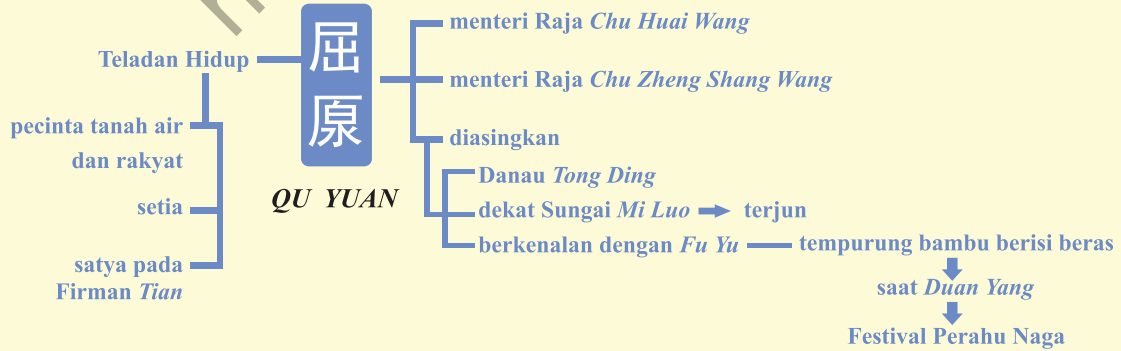 屈原
QU YUAN
Teladan Hidup
pecinta tanah air
dan rakyat
setia
satya pada
Firman Tian
menteri Raja Chu Huai Wang
menteri Raja Chu Zheng Shang Wang
diasingkan
Danau Tong Ding
dekat Sungai Mi Luo
terjun
berkenalan dengan Fu Yu
tempurung bambu berisi beras
saat Duan Yang
Festival Perahu Naga